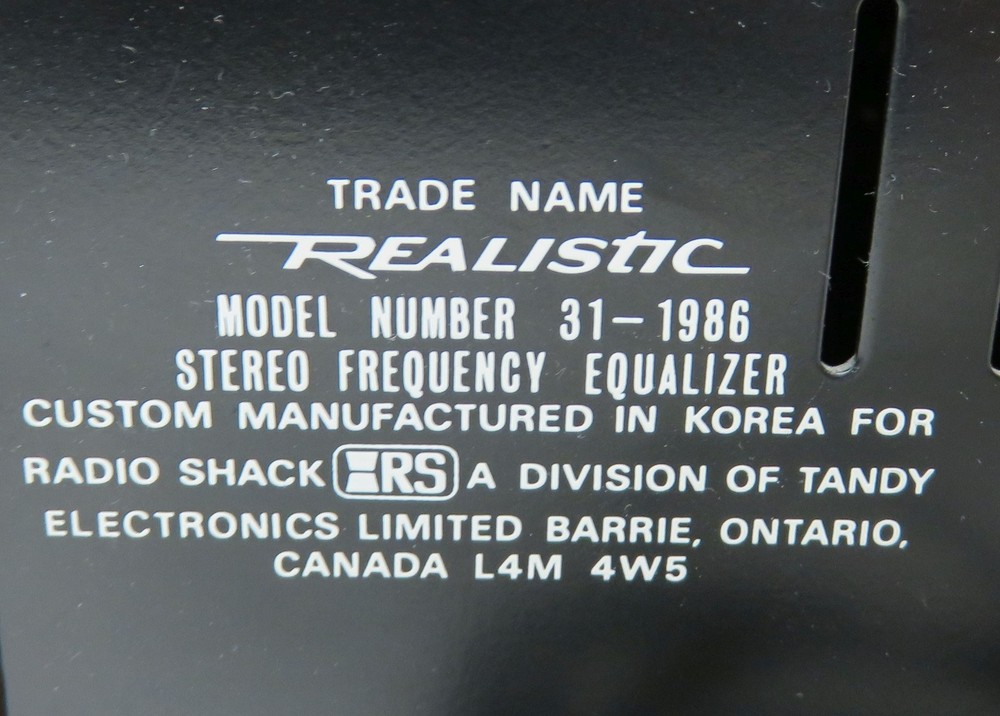 TRADE NAME
REALISTIC
MODEL NUMBER 31-1986
STEREO FREQUENCY EQUALIZER
CUSTOM MANUFACTURED IN KOREA FOR
RADIO SHACK RS A DIVISION OF TANDY
ELECTRONICS LIMITED BARRIE, ONTARIO,
CANADA L4M 4W5